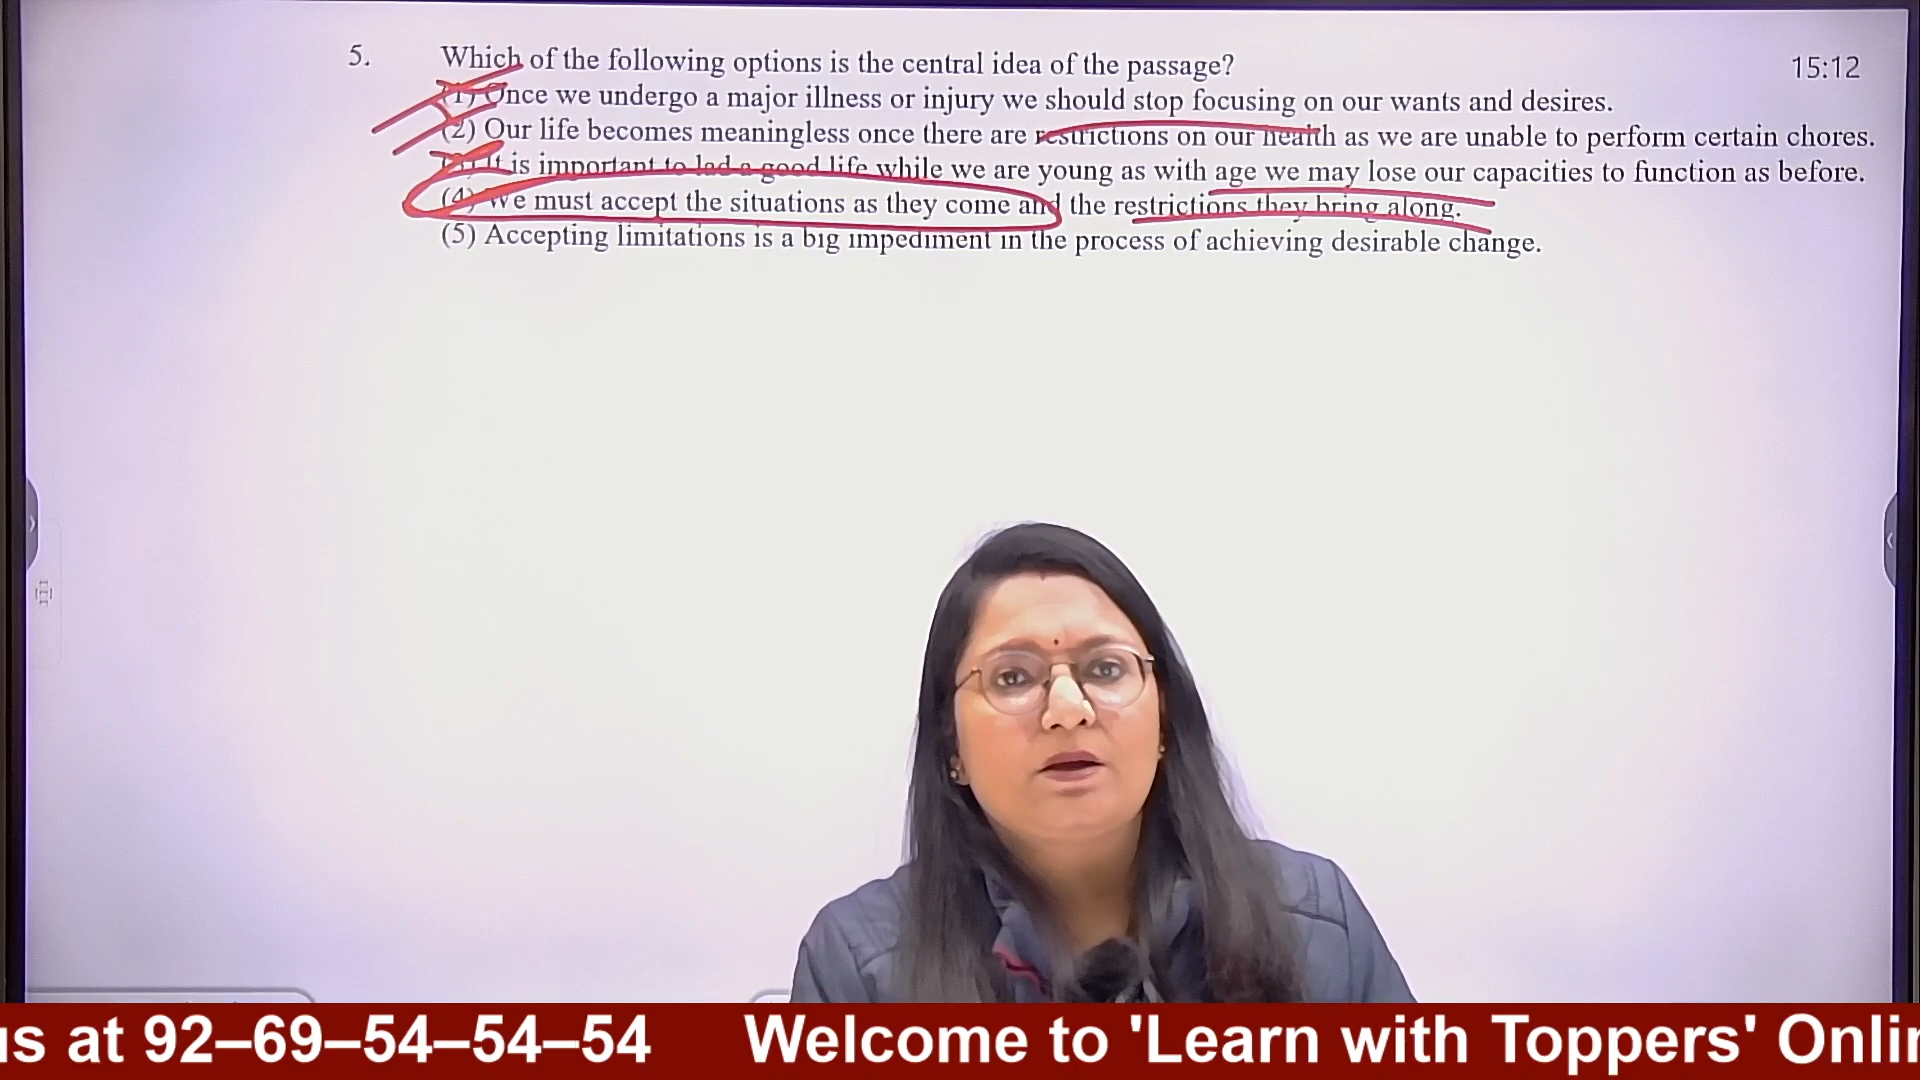 15:12
5. Which of the following options is the central idea of the passage?
(1) Once we undergo a major illness or injury we should stop focusing on our wants and desires.
(2) Our life becomes meaningless once there are restrictions on our health as we are unable to perform certain chores.
(3) It is important to lad a good life while we are young as with age we may lose our capacities to function as before.
(4) We must accept the situations as they come and the restrictions they bring along.
(5) Accepting limitations is a big impediment in the process of achieving desirable change.
us at 92–69–54–54–54 Welcome to 'Learn with Toppers' Onlin